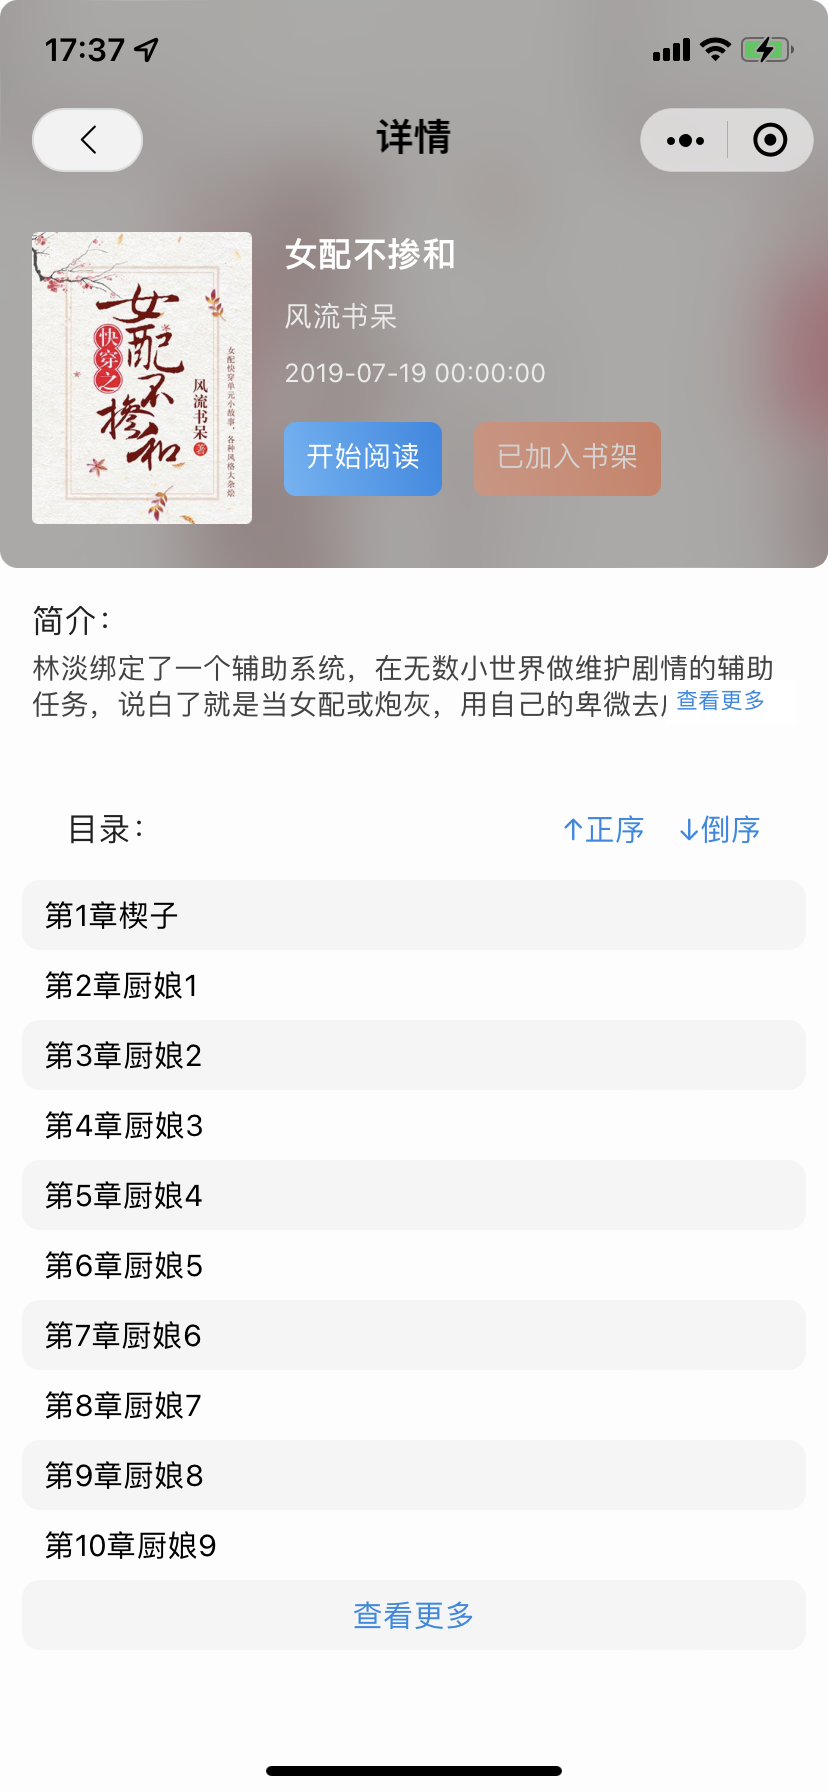 17:37
详情
女配不掺和
快穿之
风流书呆 著
女配快穿单元小故事，各种风格大杂烩
女配不掺和
风流书呆
2019-07-19 00:00:00
开始阅读
已加入书架
简介：
林淡绑定了一个辅助系统，在无数小世界做维护剧情的辅助
任务，说白了就是当女配或炮灰，用自己的卑微去
查看更多
目录：
↑正序
↓倒序
第1章楔子
第2章厨娘1
第3章厨娘2
第4章厨娘3
第5章厨娘4
第6章厨娘5
第7章厨娘6
第8章厨娘7
第9章厨娘8
第10章厨娘9
查看更多